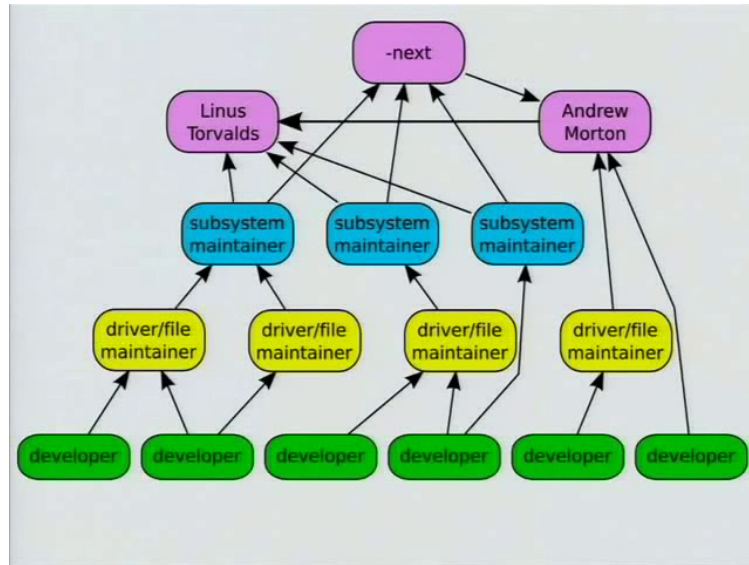 -next
Linus
Torvalds
Andrew
Morton
subsystem
maintainer
subsystem
maintainer
subsystem
maintainer
driver/file
maintainer
driver/file
maintainer
driver/file
maintainer
driver/file
maintainer
developer
developer
developer
developer
developer
developer